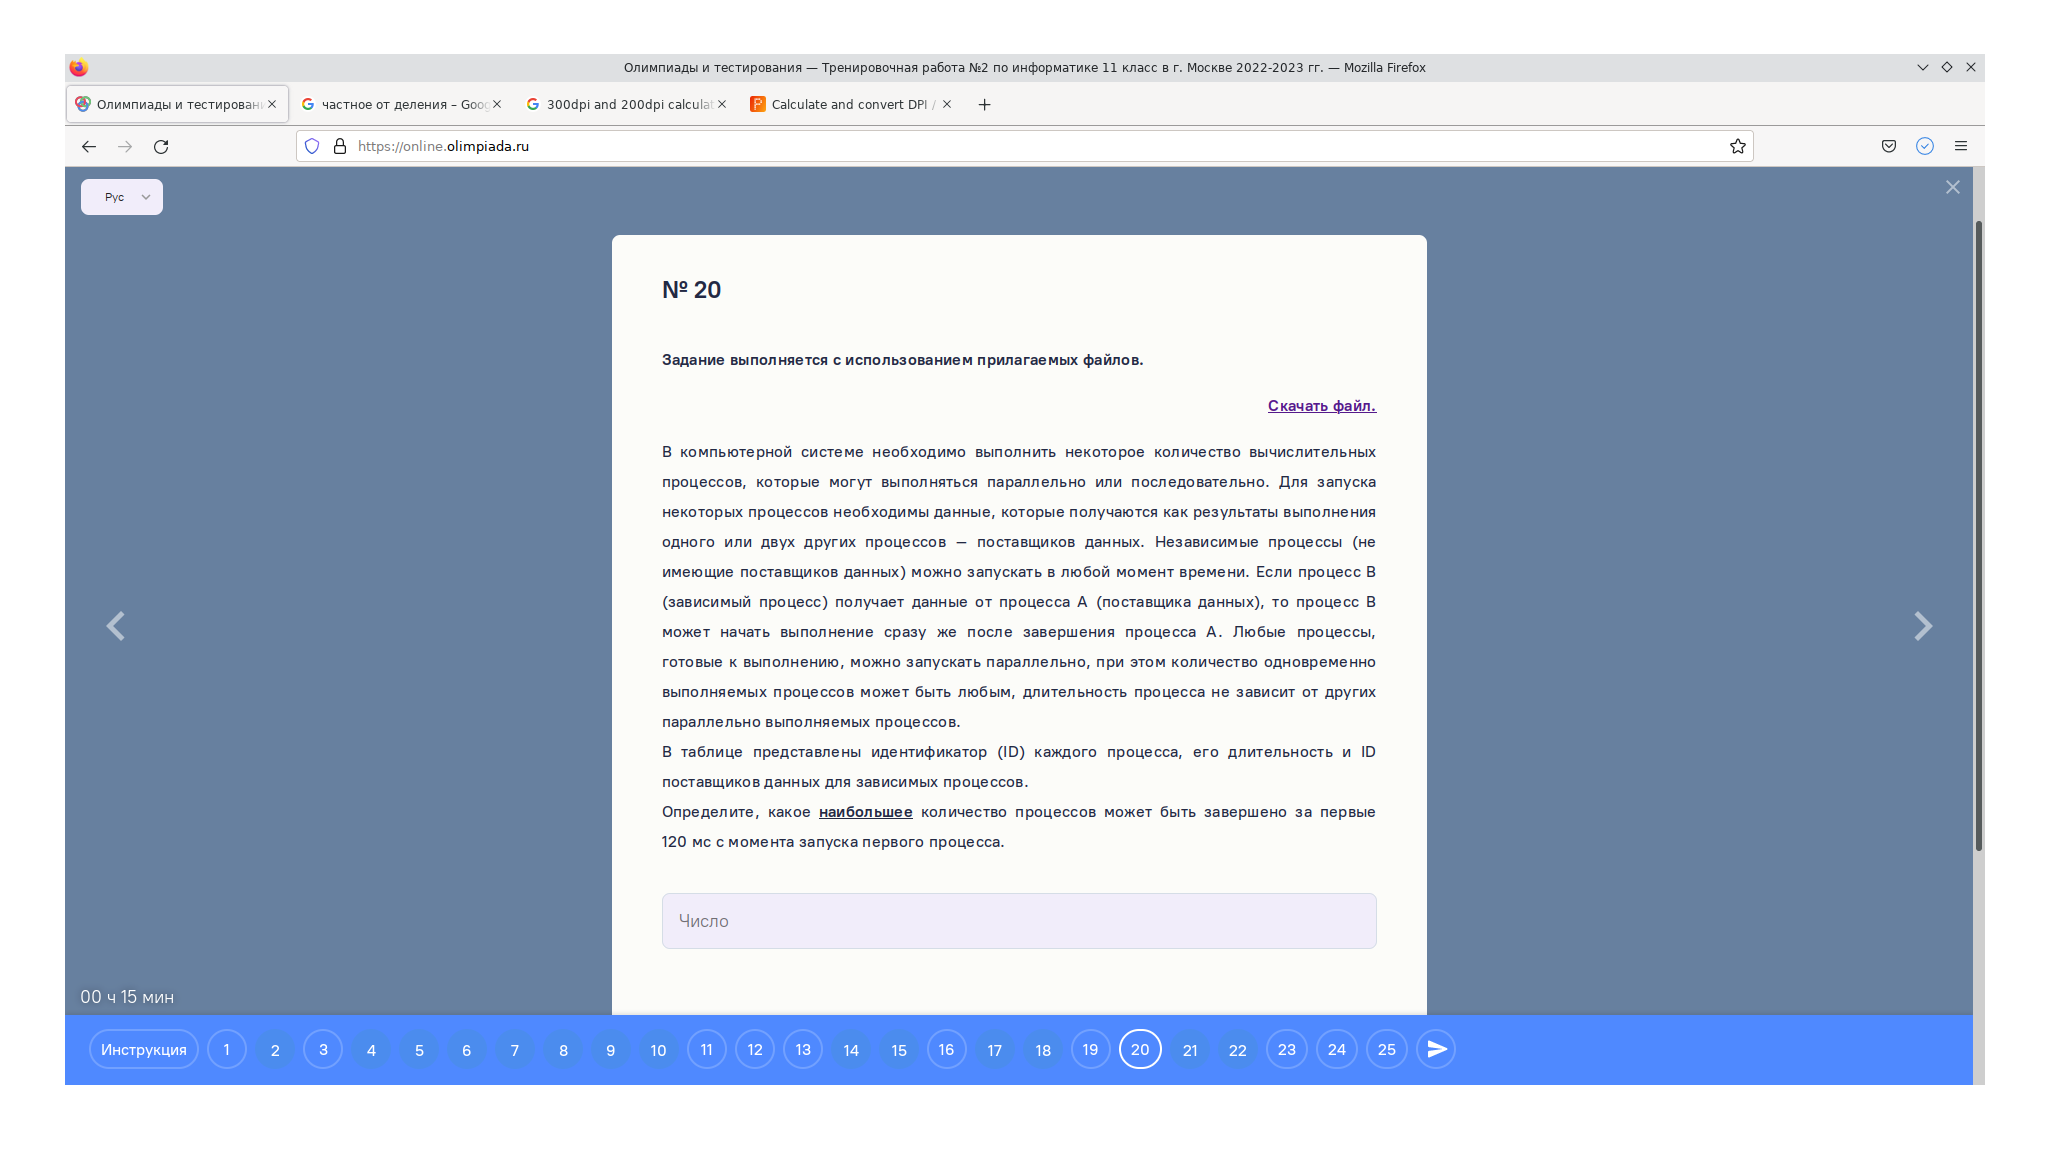 Олимпиады и тестирования — Тренировочная работа №2 по информатике 11 класс в г. Москве 2022-2023 гг. — Mozilla Firefox
Олимпиады и тестировани
частное от деления – Goog
300dpi and 200dpi calculat
Calculate and convert DPI /
https://online.olimpiada.ru
Рус
№ 20
Задание выполняется с использованием прилагаемых файлов.
Скачать файл.
В компьютерной системе необходимо выполнить некоторое количество вычислительных
процессов, которые могут выполняться параллельно или последовательно. Для запуска
некоторых процессов необходимы данные, которые получаются как результаты выполнения
одного или двух других процессов – поставщиков данных. Независимые процессы (не
имеющие поставщиков данных) можно запускать в любой момент времени. Если процесс B
(зависимый процесс) получает данные от процесса A (поставщика данных), то процесс B
может начать выполнение сразу же после завершения процесса A. Любые процессы,
готовые к выполнению, можно запускать параллельно, при этом количество одновременно
выполняемых процессов может быть любым, длительность процесса не зависит от других
параллельно выполняемых процессов.
В таблице представлены идентификатор (ID) каждого процесса, его длительность и ID
поставщиков данных для зависимых процессов.
Определите, какое наибольшее количество процессов может быть завершено за первые
120 мс с момента запуска первого процесса.
Число
00 ч 15 мин
Инструкция 1 2 3 4 5 6 7 8 9 10 11 12 13 14 15 16 17 18 19 20 21 22 23 24 25